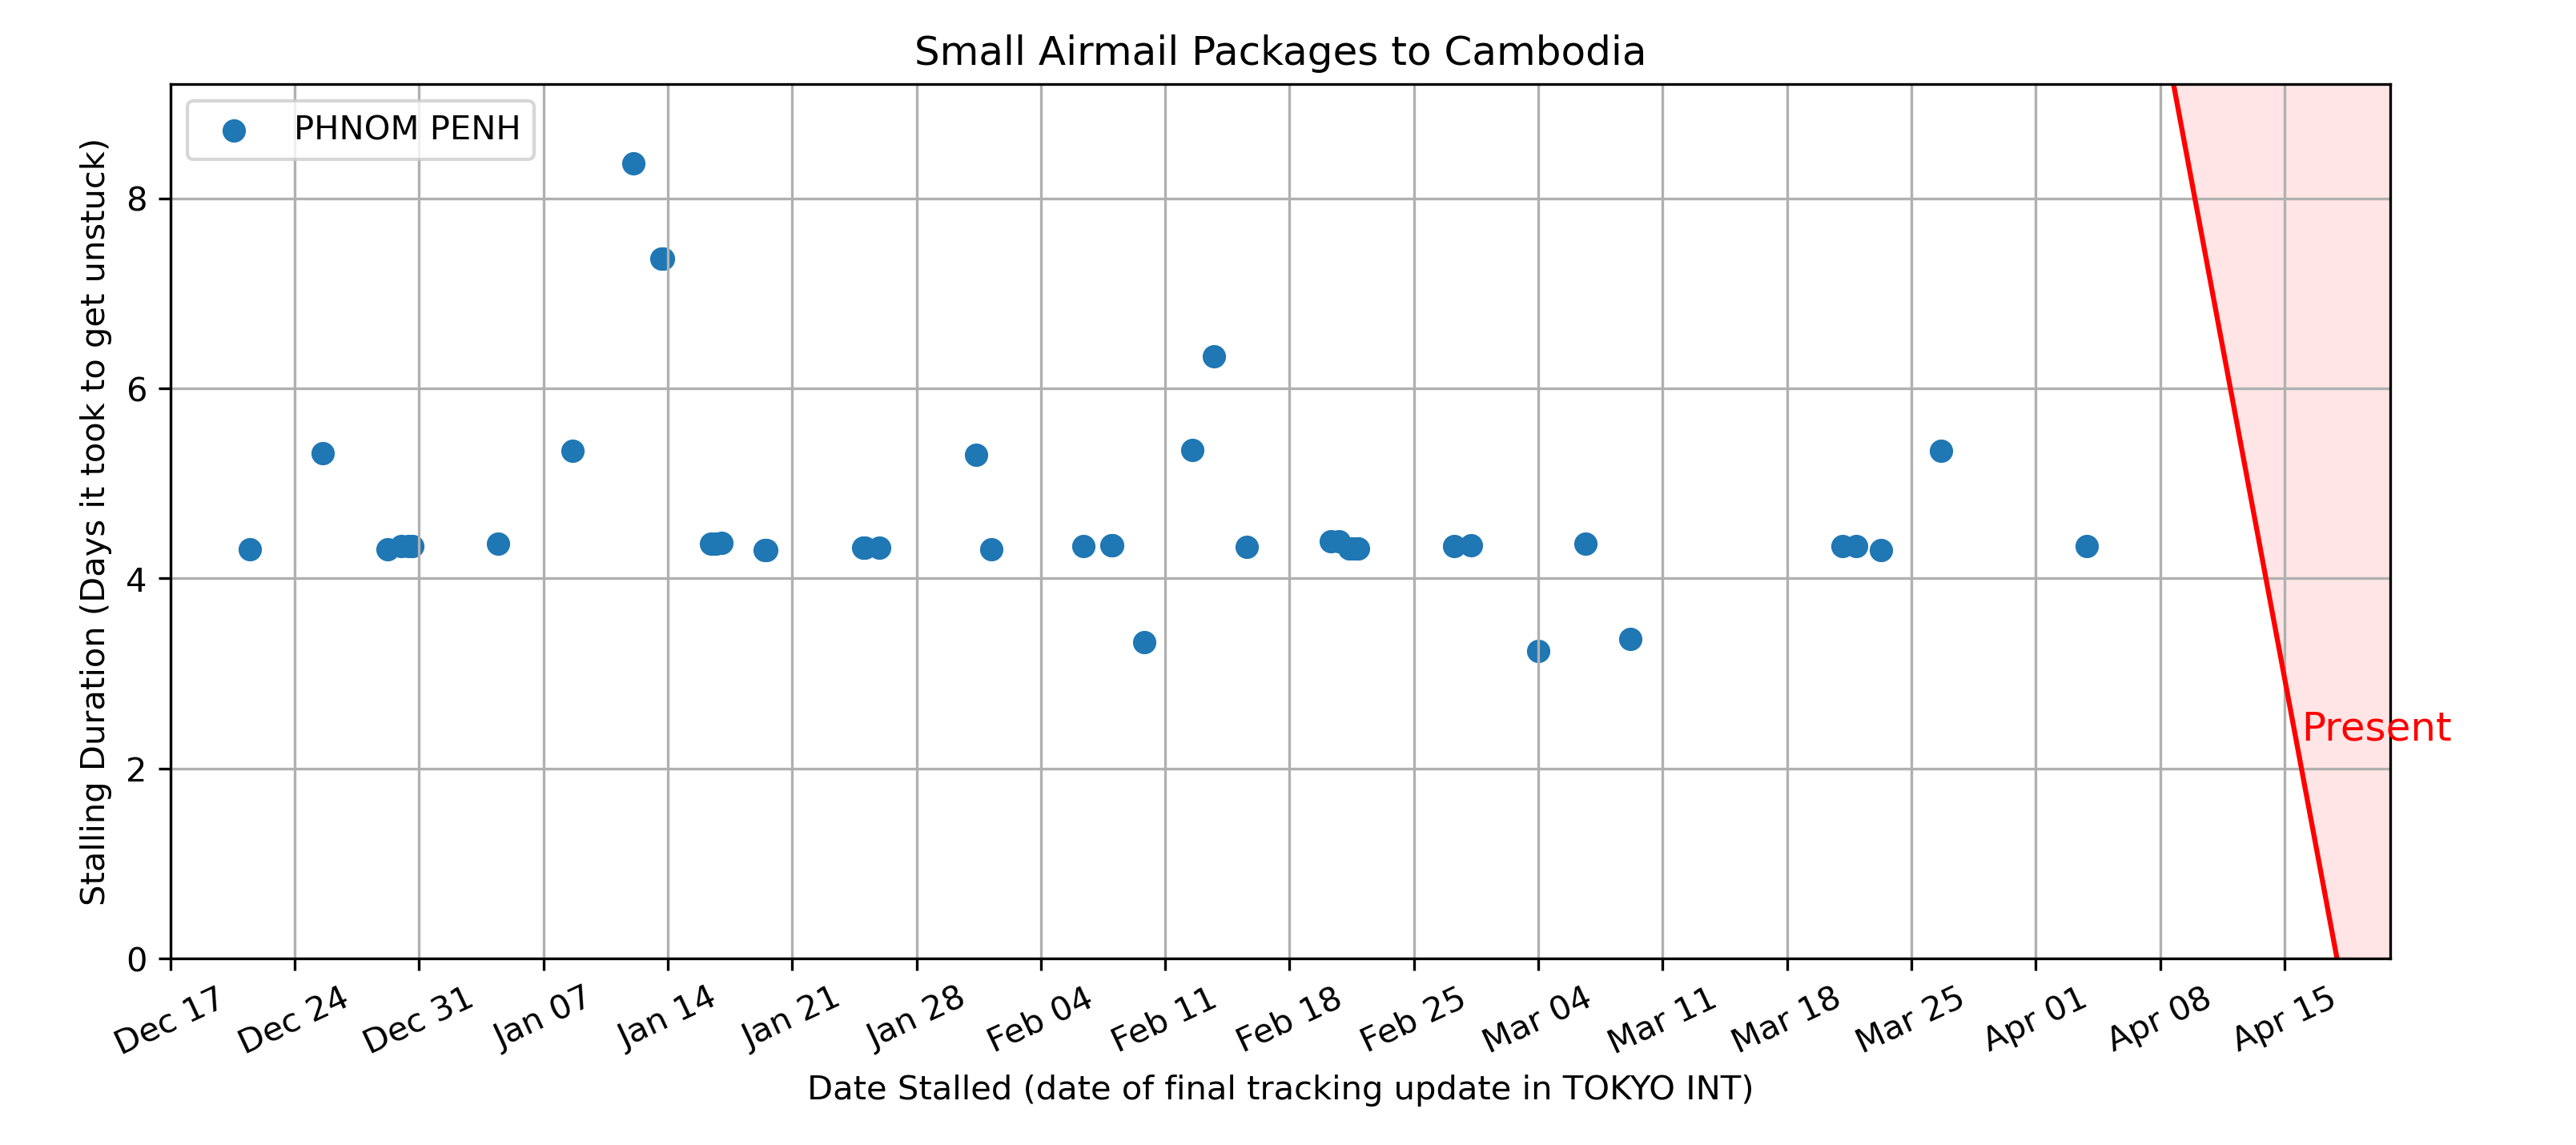 Small Airmail Packages to Cambodia
PHNOM PENH
Stalling Duration (Days it took to get unstuck)
8
6
4
2
0
Present
Dec 17
Dec 24
Dec 31
Jan 07
Jan 14
Jan 21
Jan 28
Feb 04
Feb 11
Feb 18
Feb 25
Mar 04
Mar 11
Mar 18
Mar 25
Apr 01
Apr 08
Apr 15
Date Stalled (date of final tracking update in TOKYO INT)